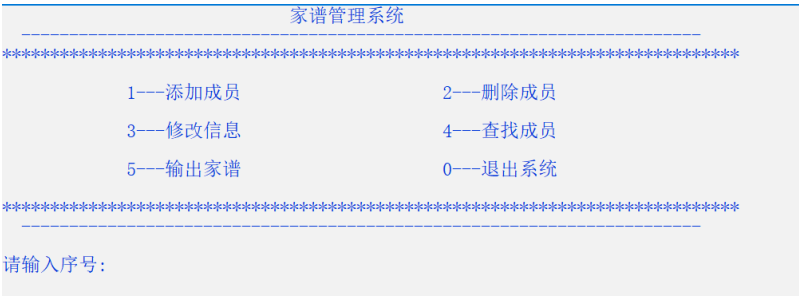 家谱管理系统
-----------------------------------------------------------------------
*****************************************************************************
1---添加成员 2---删除成员
3---修改信息 4---查找成员
5---输出家谱 0---退出系统
*****************************************************************************
-----------------------------------------------------------------------
请输入序号: